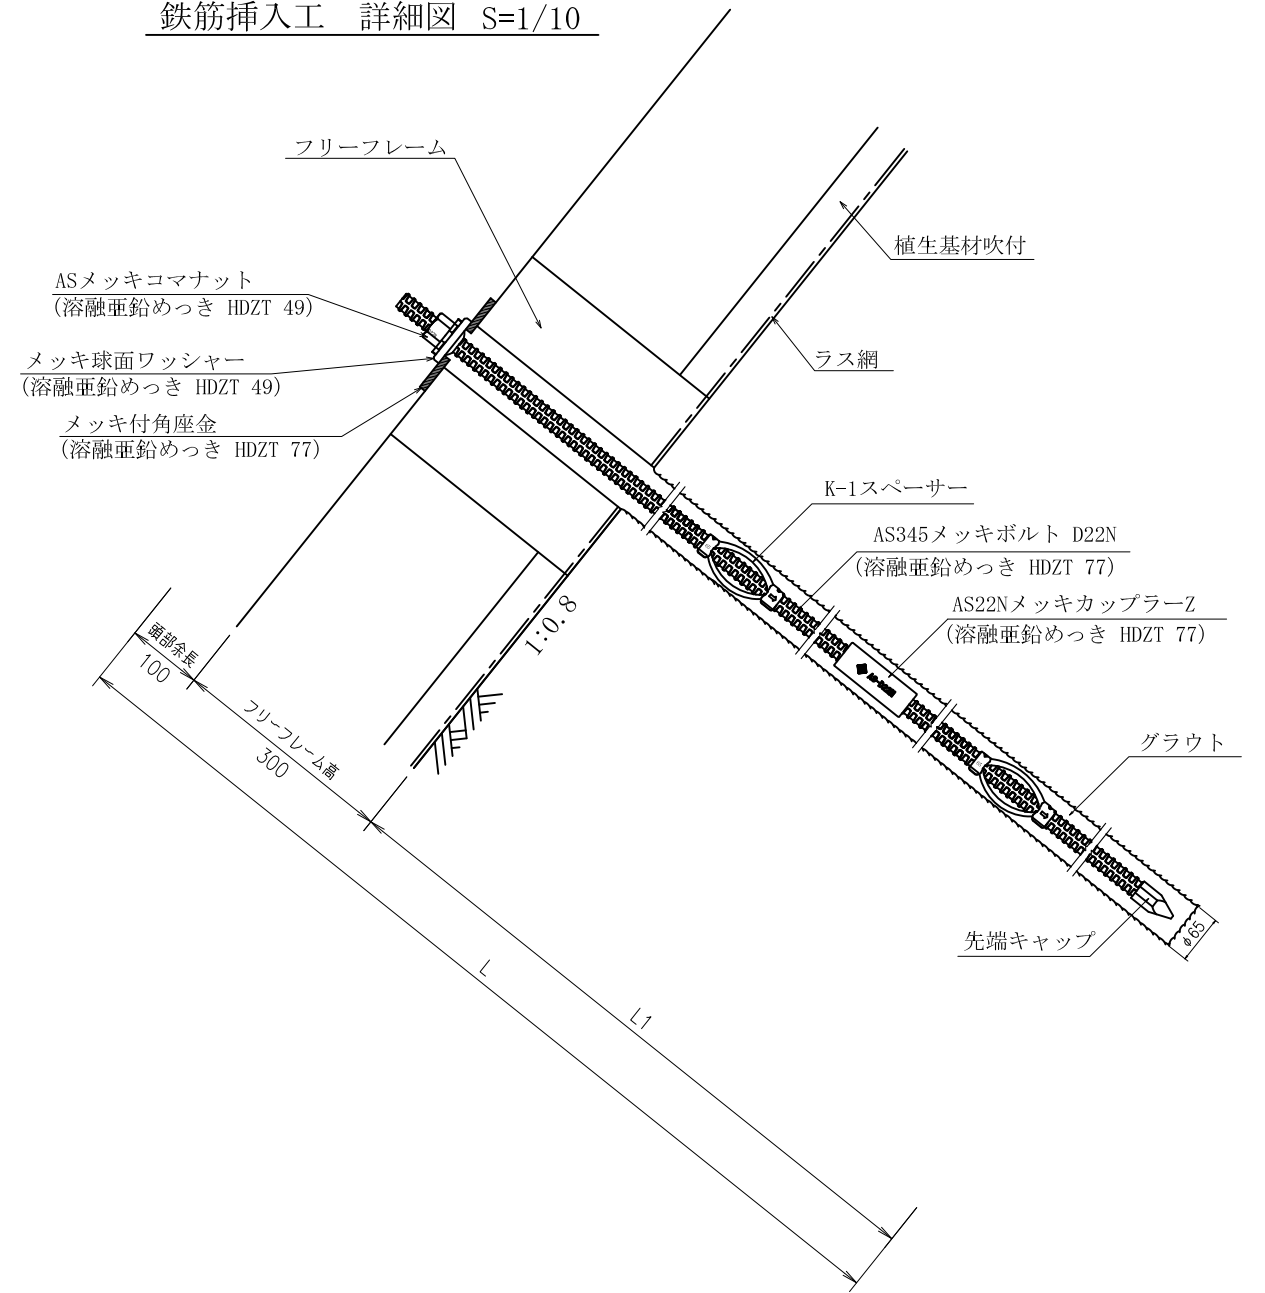 鉄筋挿入工　詳細図 S=1/10
フリーフレーム
植生基材吹付
ASメッキコマナット
(溶融亜鉛めっき HDZT 49)
ラス網
メッキ球面ワッシャー
(溶融亜鉛めっき HDZT 49)
メッキ付角座金
(溶融亜鉛めっき HDZT 77)
K-1スペーサー
AS345メッキボルト D22N
(溶融亜鉛めっき HDZT 77)
AS22NメッキカップラーZ
(溶融亜鉛めっき HDZT 77)
1:0.8
頭部余長
100
フリーフレーム高
300
グラウト
先端キャップ
φ65
L
L1